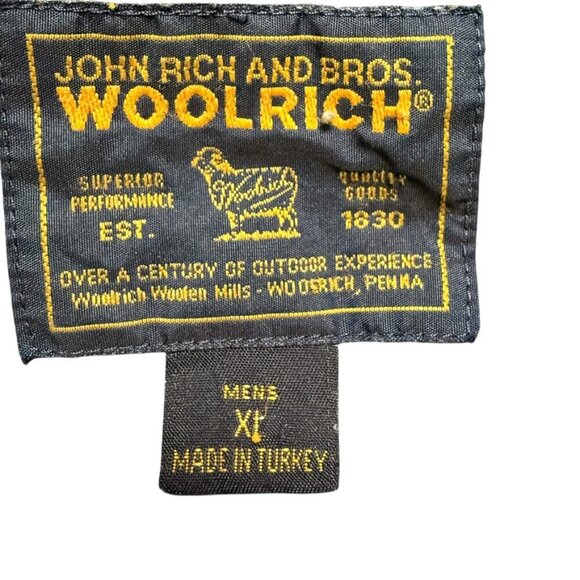 JOHN RICH AND BROS.
WOOLRICH®
SUPERIOR
PERFORMANCE
EST.
Woolrich
QUALITY
GOODS
1830
OVER A CENTURY OF OUTDOOR EXPERIENCE
Woolrich Woolen Mills - WOOLRICH, PENNA
MENS
XL
MADE IN TURKEY